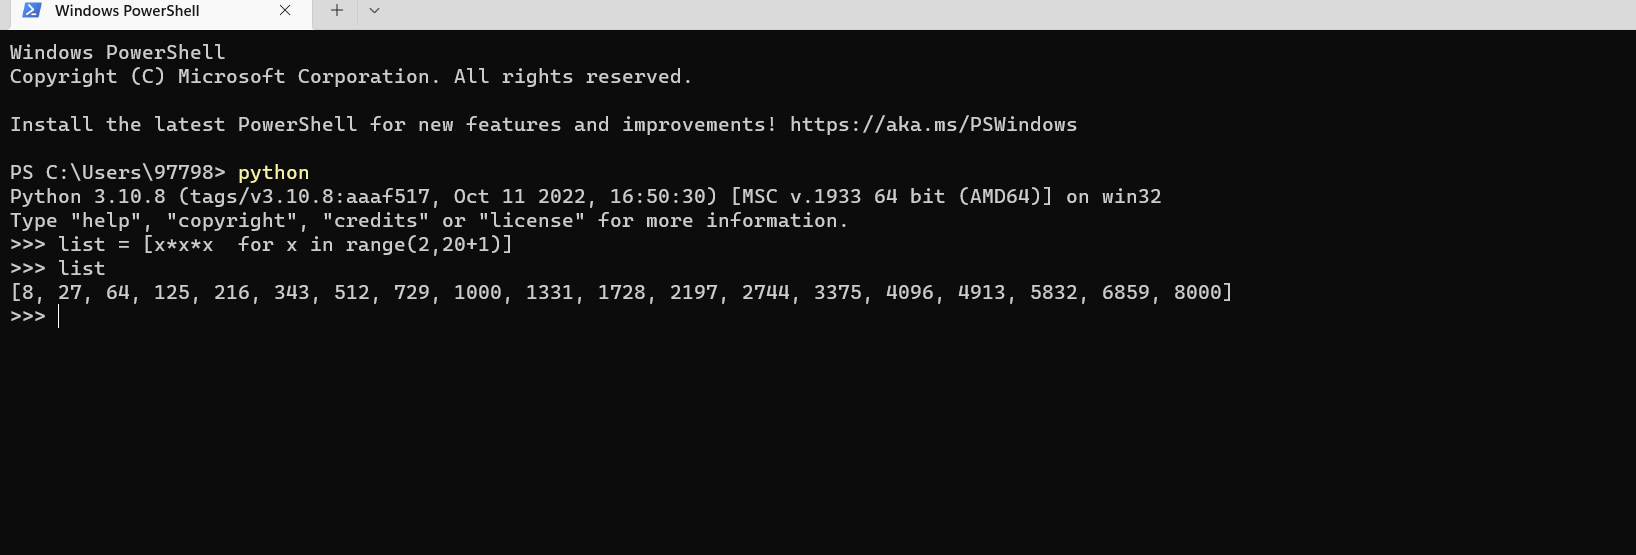 Windows PowerShell
Windows PowerShell
Copyright (C) Microsoft Corporation. All rights reserved.
Install the latest PowerShell for new features and improvements! https://aka.ms/PSWindows
PS C:\Users\97798> python
Python 3.10.8 (tags/v3.10.8:aaaf517, Oct 11 2022, 16:50:30) [MSC v.1933 64 bit (AMD64)] on win32
Type "help", "copyright", "credits" or "license" for more information.
>>> list = [x*x*x  for x in range(2,20+1)]
>>> list
[8, 27, 64, 125, 216, 343, 512, 729, 1000, 1331, 1728, 2197, 2744, 3375, 4096, 4913, 5832, 6859, 8000]
>>>